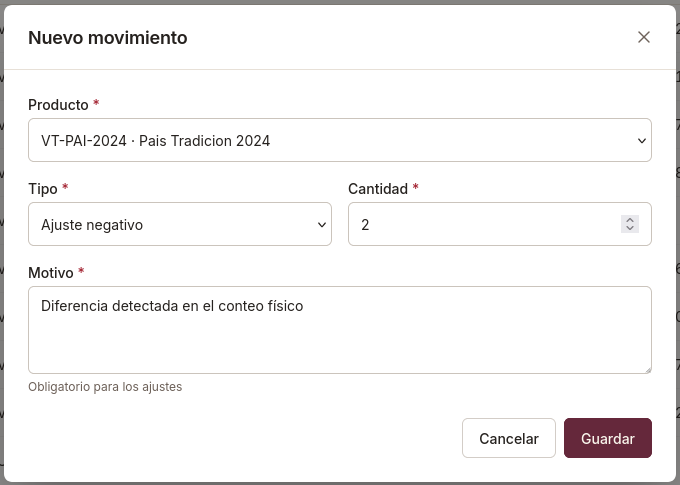 Nuevo movimiento
Producto *
VT-PAI-2024 · Pais Tradicion 2024
Tipo * Cantidad *
Ajuste negativo 2
Motivo *
Diferencia detectada en el conteo físico
Obligatorio para los ajustes
Cancelar Guardar